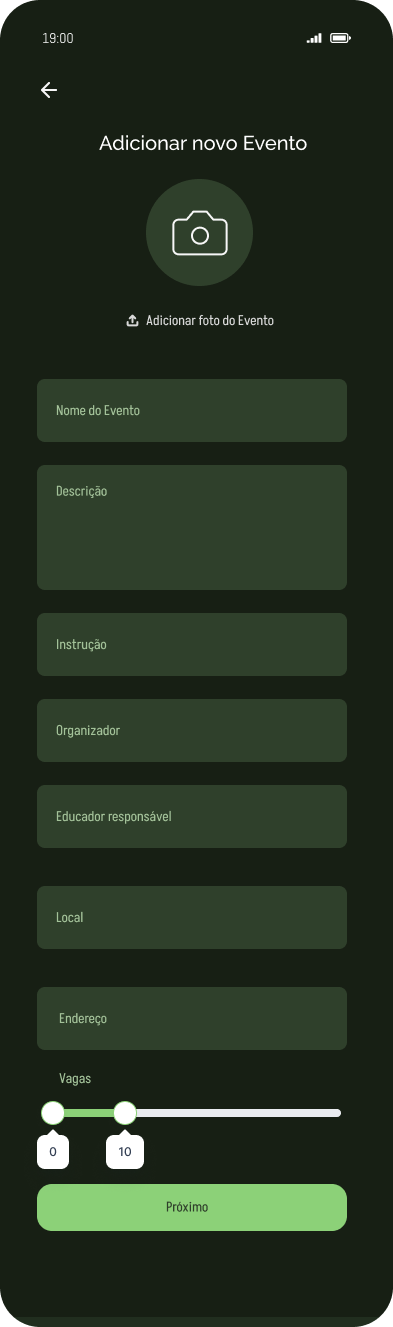 19:00
Adicionar novo Evento
Adicionar foto do Evento
Nome do Evento
Descrição
Instrução
Organizador
Educador responsável
Local
Endereço
Vagas
0 10
Próximo